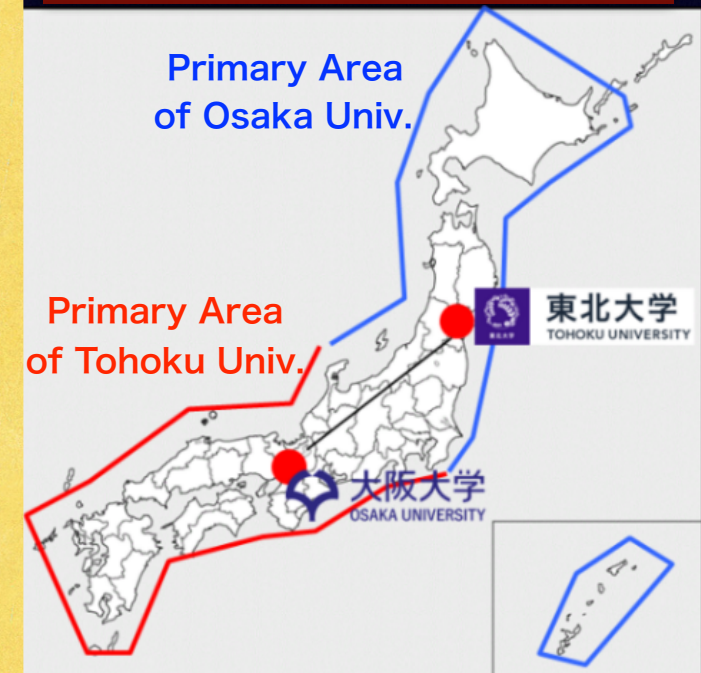 Primary Area
of Osaka Univ.
東北大学
TOHOKU UNIVERSITY
Primary Area
of Tohoku Univ.
大阪大学
OSAKA UNIVERSITY